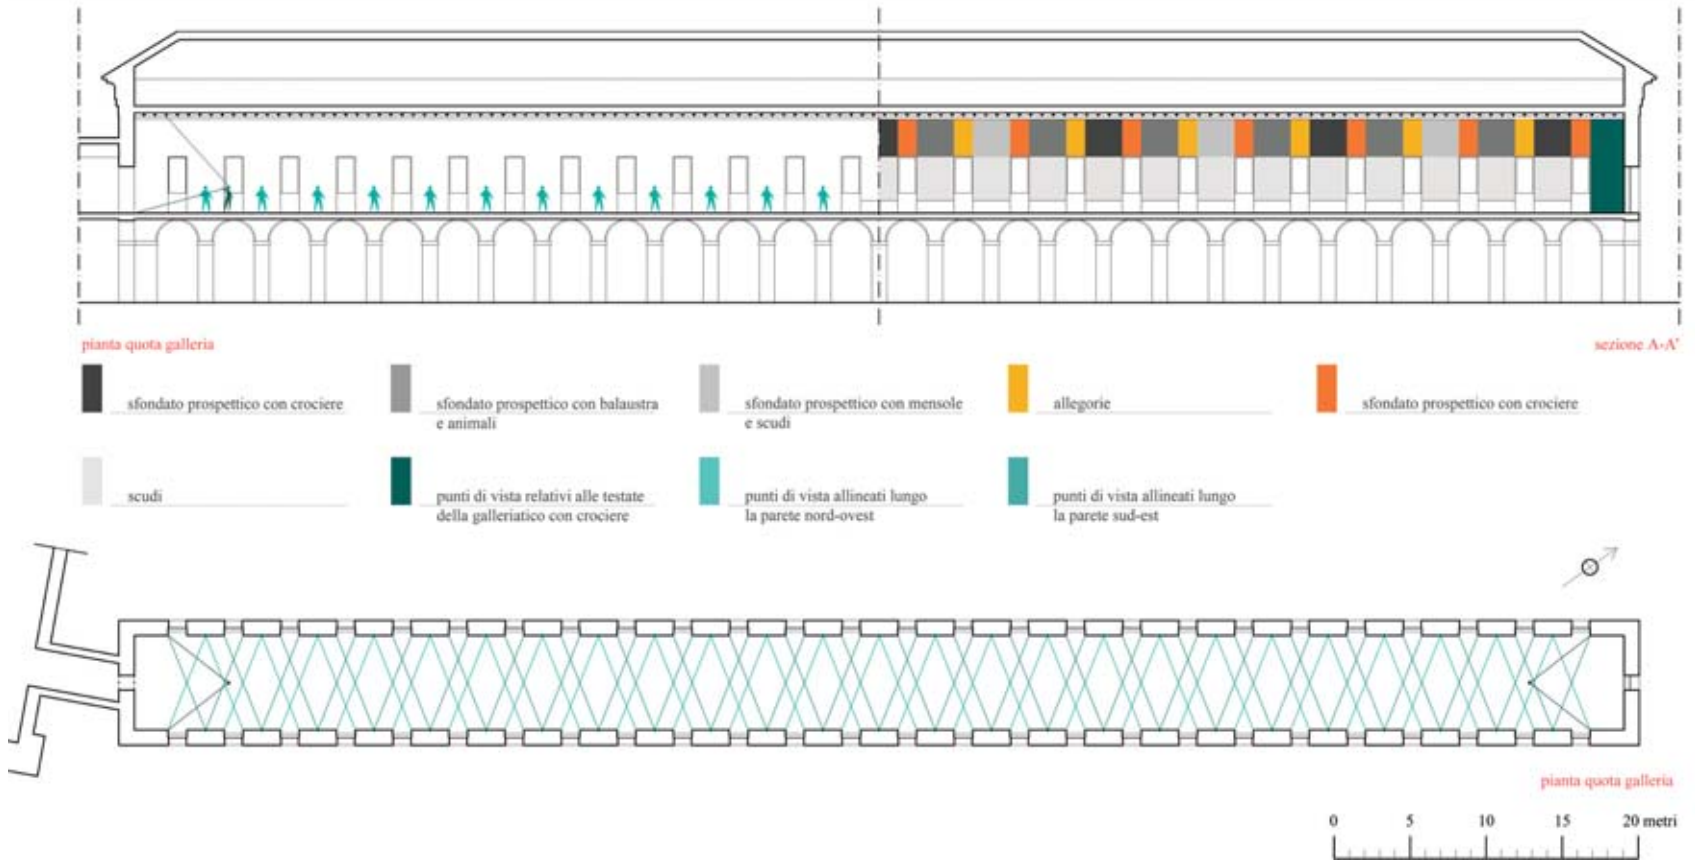 pianta quota galleria
sezione A-A'
sfondato prospettico con crociere
sfondato prospettico con balaustra
e animali
sfondato prospettico con mensole
e scudi
allegorie
sfondato prospettico con crociere
scudi
punti di vista relativi alle testate
della galleriatico con crociere
punti di vista allineati lungo
la parete nord-ovest
punti di vista allineati lungo
la parete sud-est
pianta quota galleria
0 5 10 15 20 metri